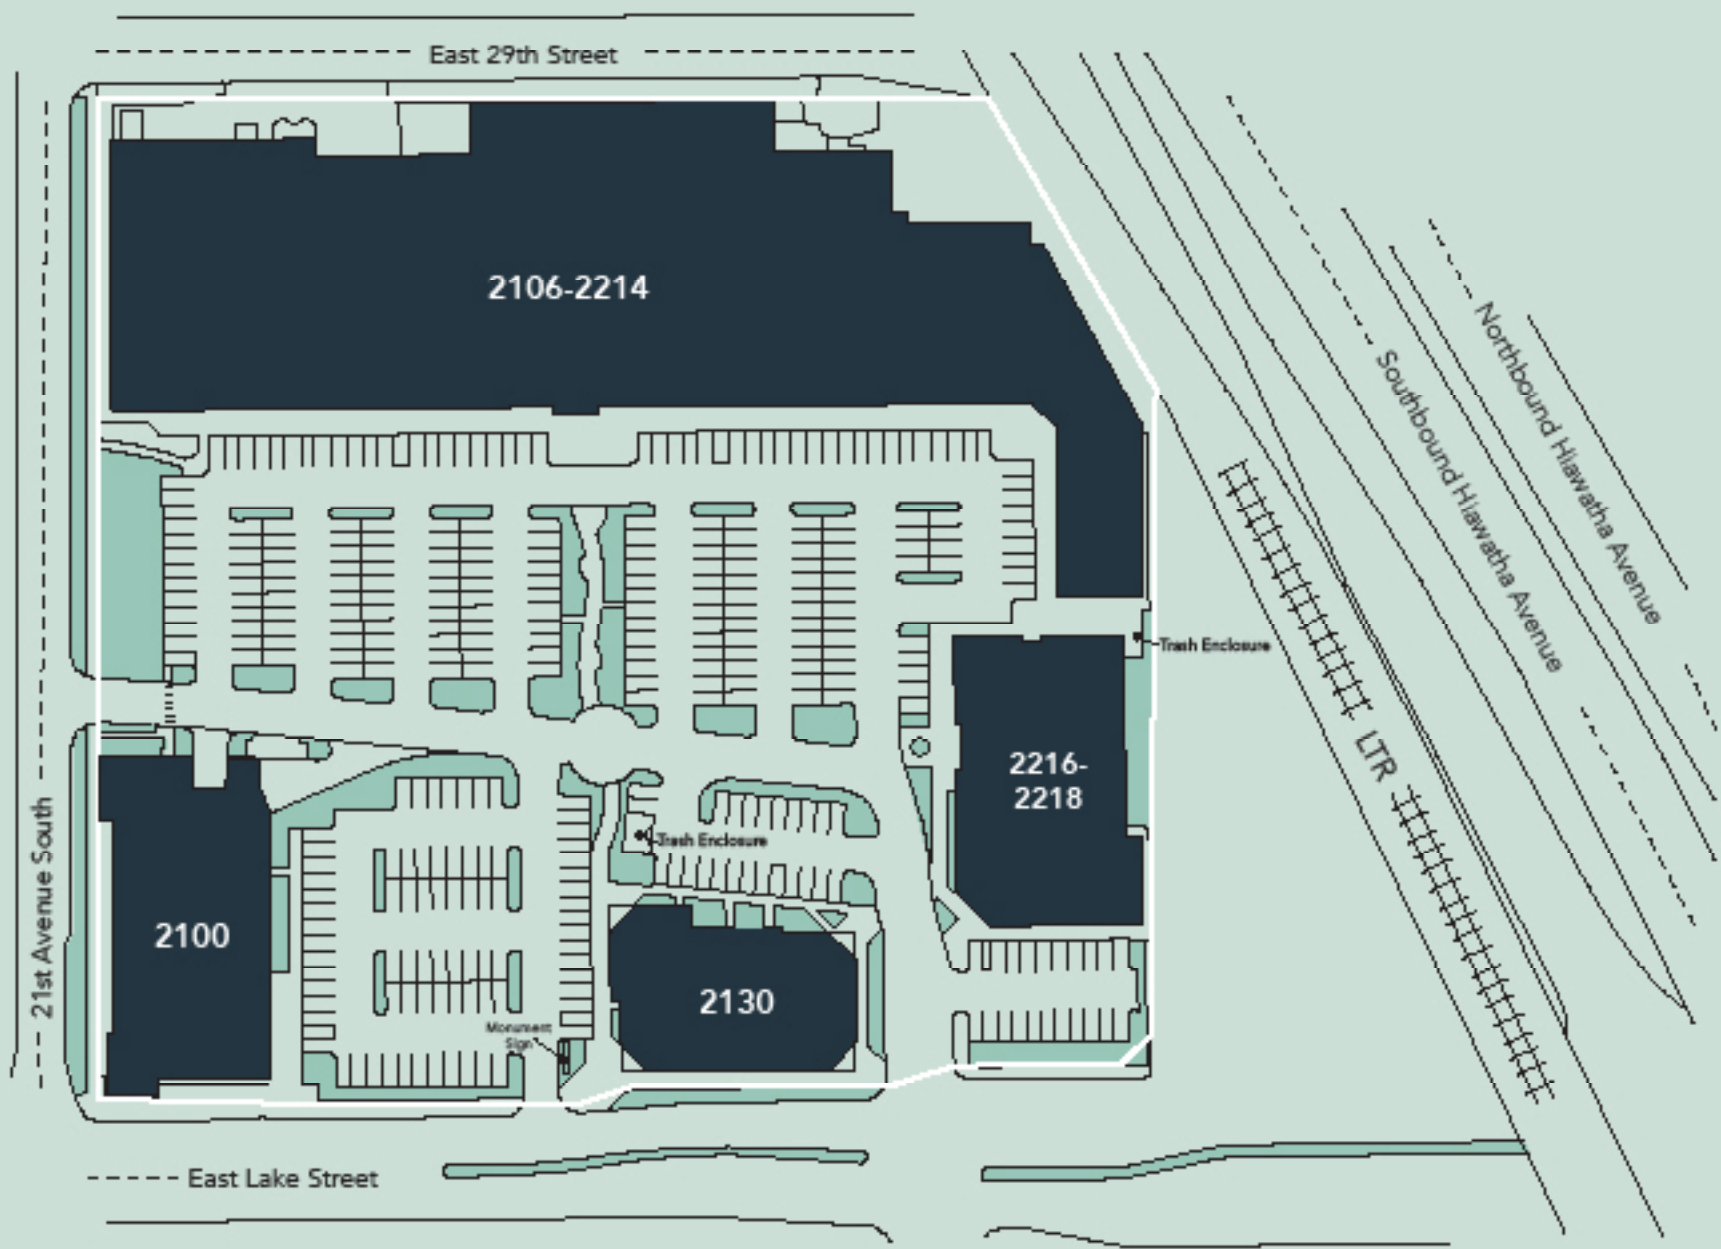 East 29th Street
2106-2214
Northbound Hiawatha Avenue
Southbound Hiawatha Avenue
Trash Enclosure
LTR
2216-
2218
Trash Enclosure
21st Avenue South
2100
2130
Monument
Sign
East Lake Street